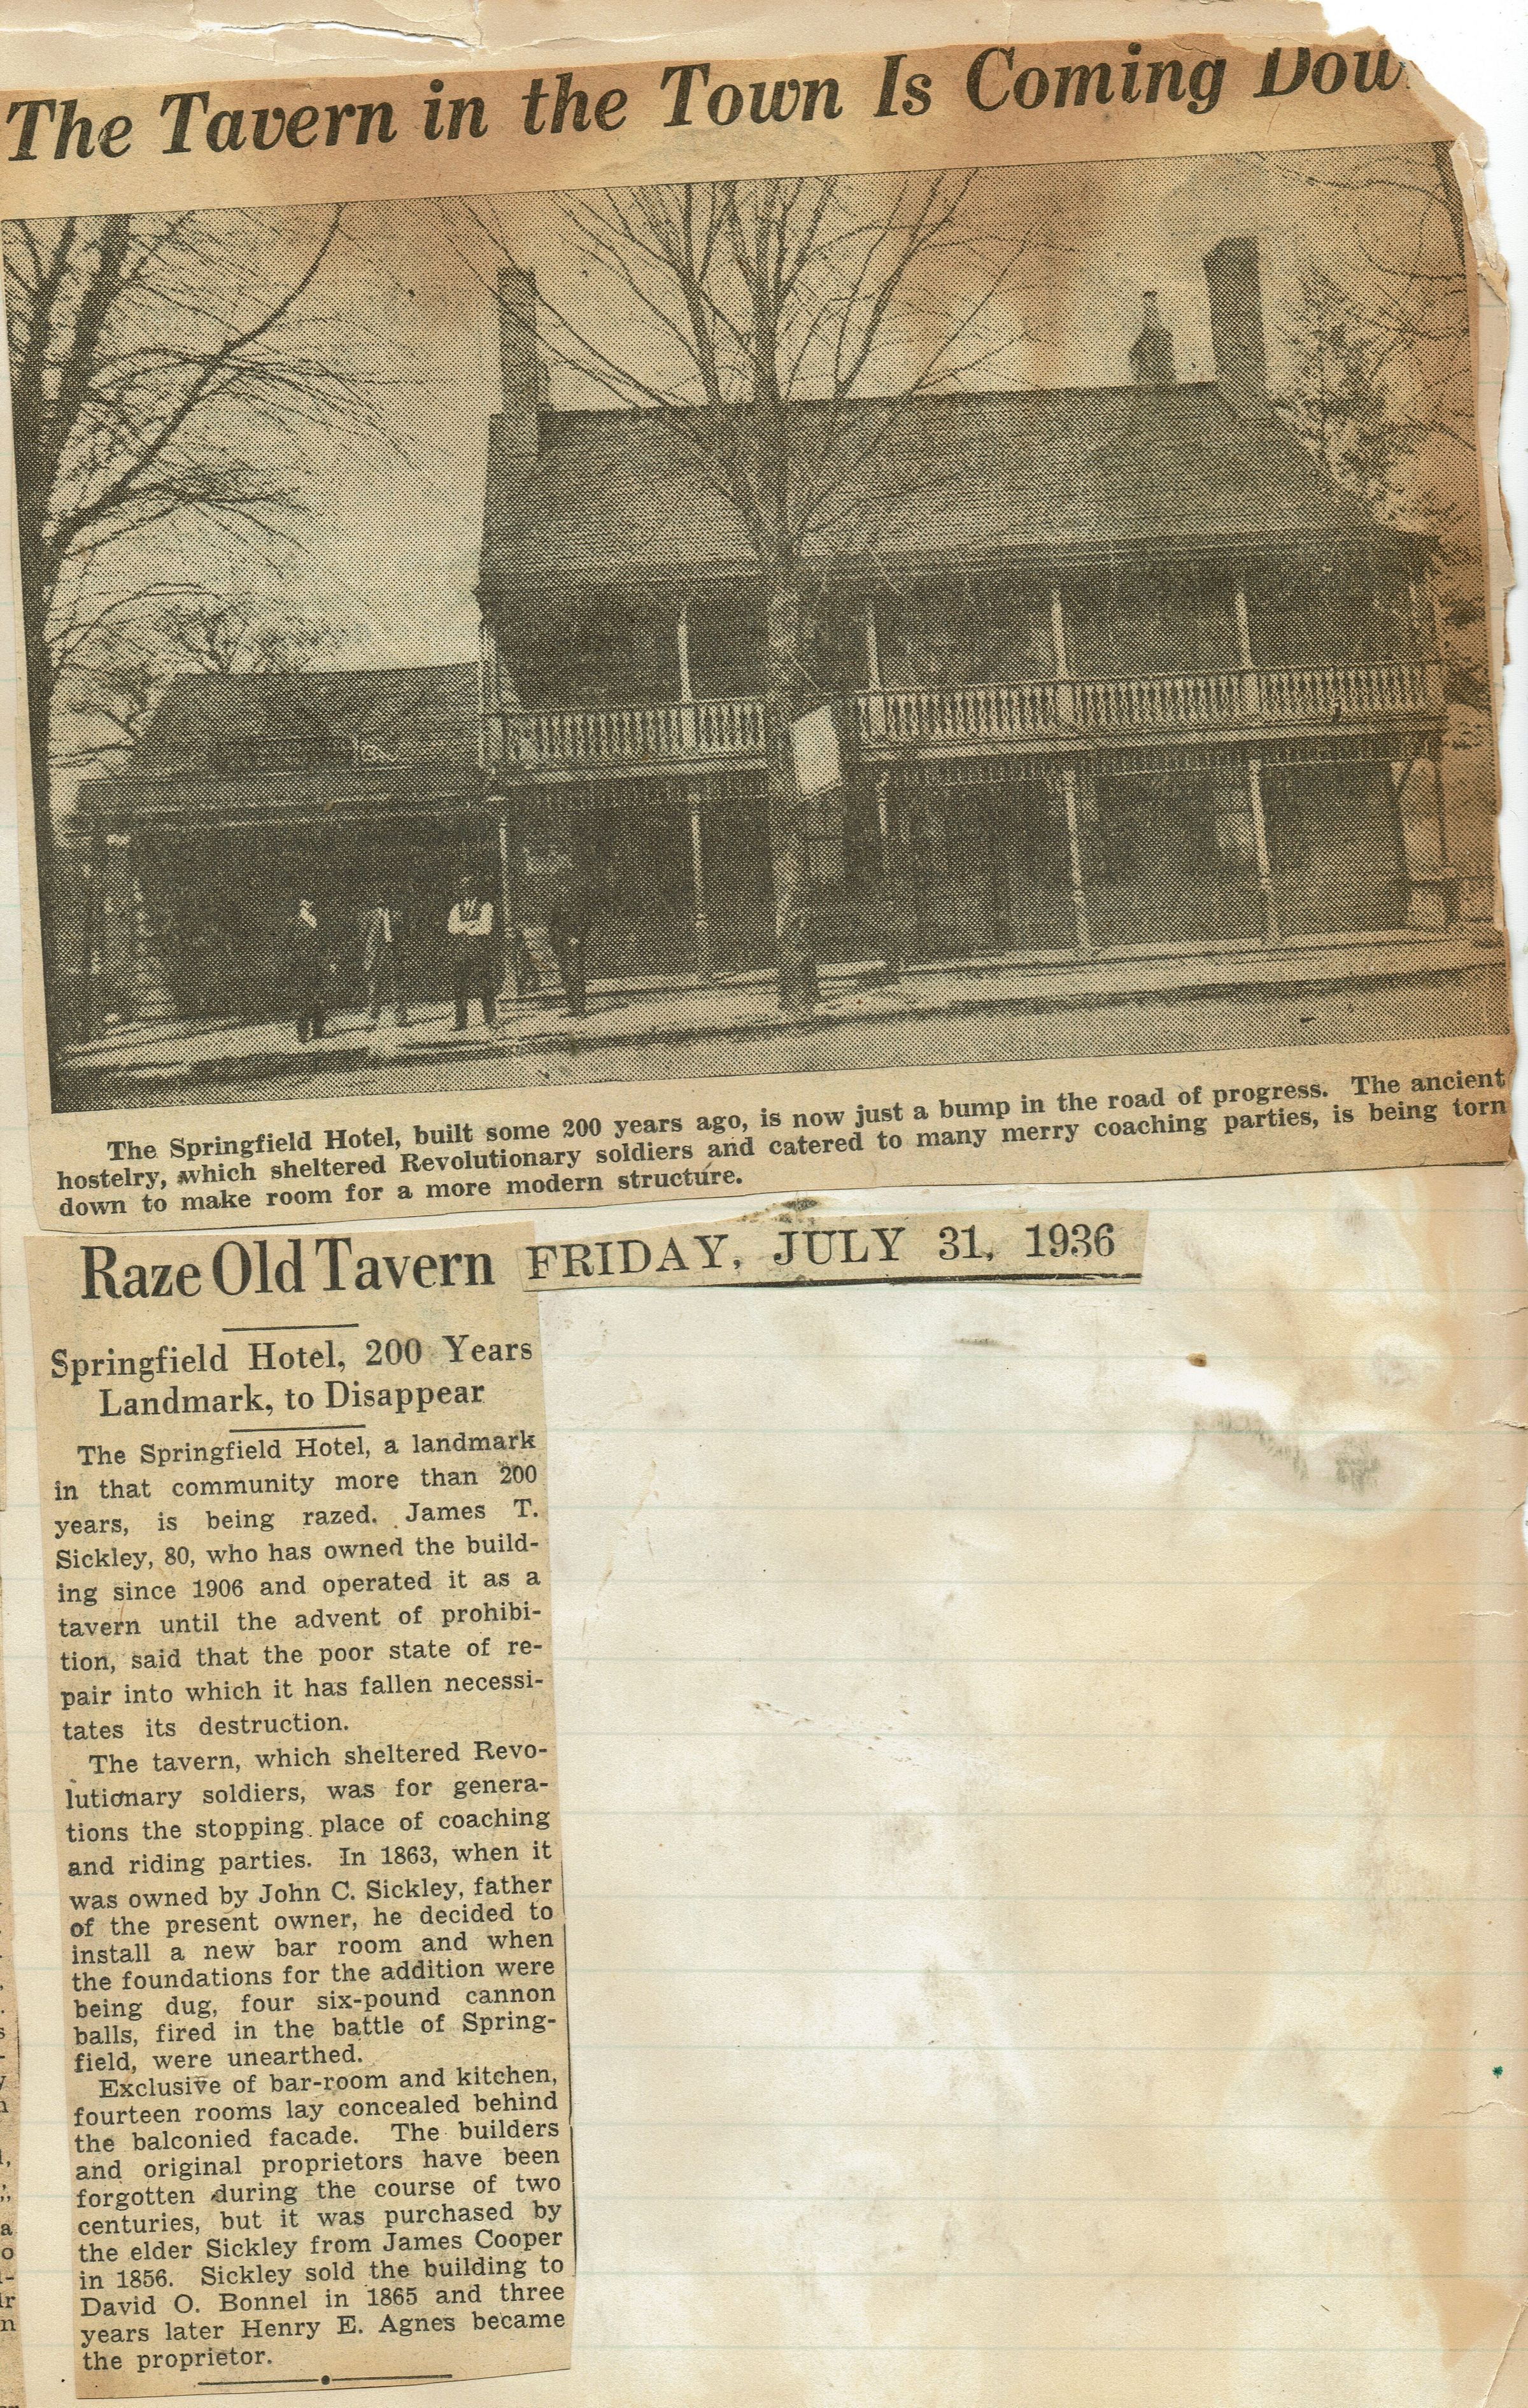 The Tavern in the Town Is Coming Dow
The Springfield Hotel, built some 200 years ago, is now just a bump in the road of progress. The ancient
hostelry, which sheltered Revolutionary soldiers and catered to many merry coaching parties, is being torn
down to make room for a more modern structure.
Raze Old Tavern
FRIDAY, JULY 31, 1936
Springfield Hotel, 200 Years
Landmark, to Disappear
The Springfield Hotel, a landmark
in that community more than 200
years, is being razed. James T.
Sickley, 80, who has owned the build-
ing since 1906 and operated it as a
tavern until the advent of prohibi-
tion, said that the poor state of re-
pair into which it has fallen necessi-
tates its destruction.
The tavern, which sheltered Revo-
lutionary soldiers, was for genera-
tions the stopping place of coaching
and riding parties. In 1863, when it
was owned by John C. Sickley, father
of the present owner, he decided to
install a new bar room and when
the foundations for the addition were
being dug, four six-pound cannon
balls, fired in the battle of Spring-
field, were unearthed.
Exclusive of bar-room and kitchen,
fourteen rooms lay concealed behind
the balconied facade. The builders
and original proprietors have been
forgotten during the course of two
centuries, but it was purchased by
the elder Sickley from James Cooper
in 1856. Sickley sold the building to
David O. Bonnel in 1865 and three
years later Henry E. Agnes became
the proprietor.